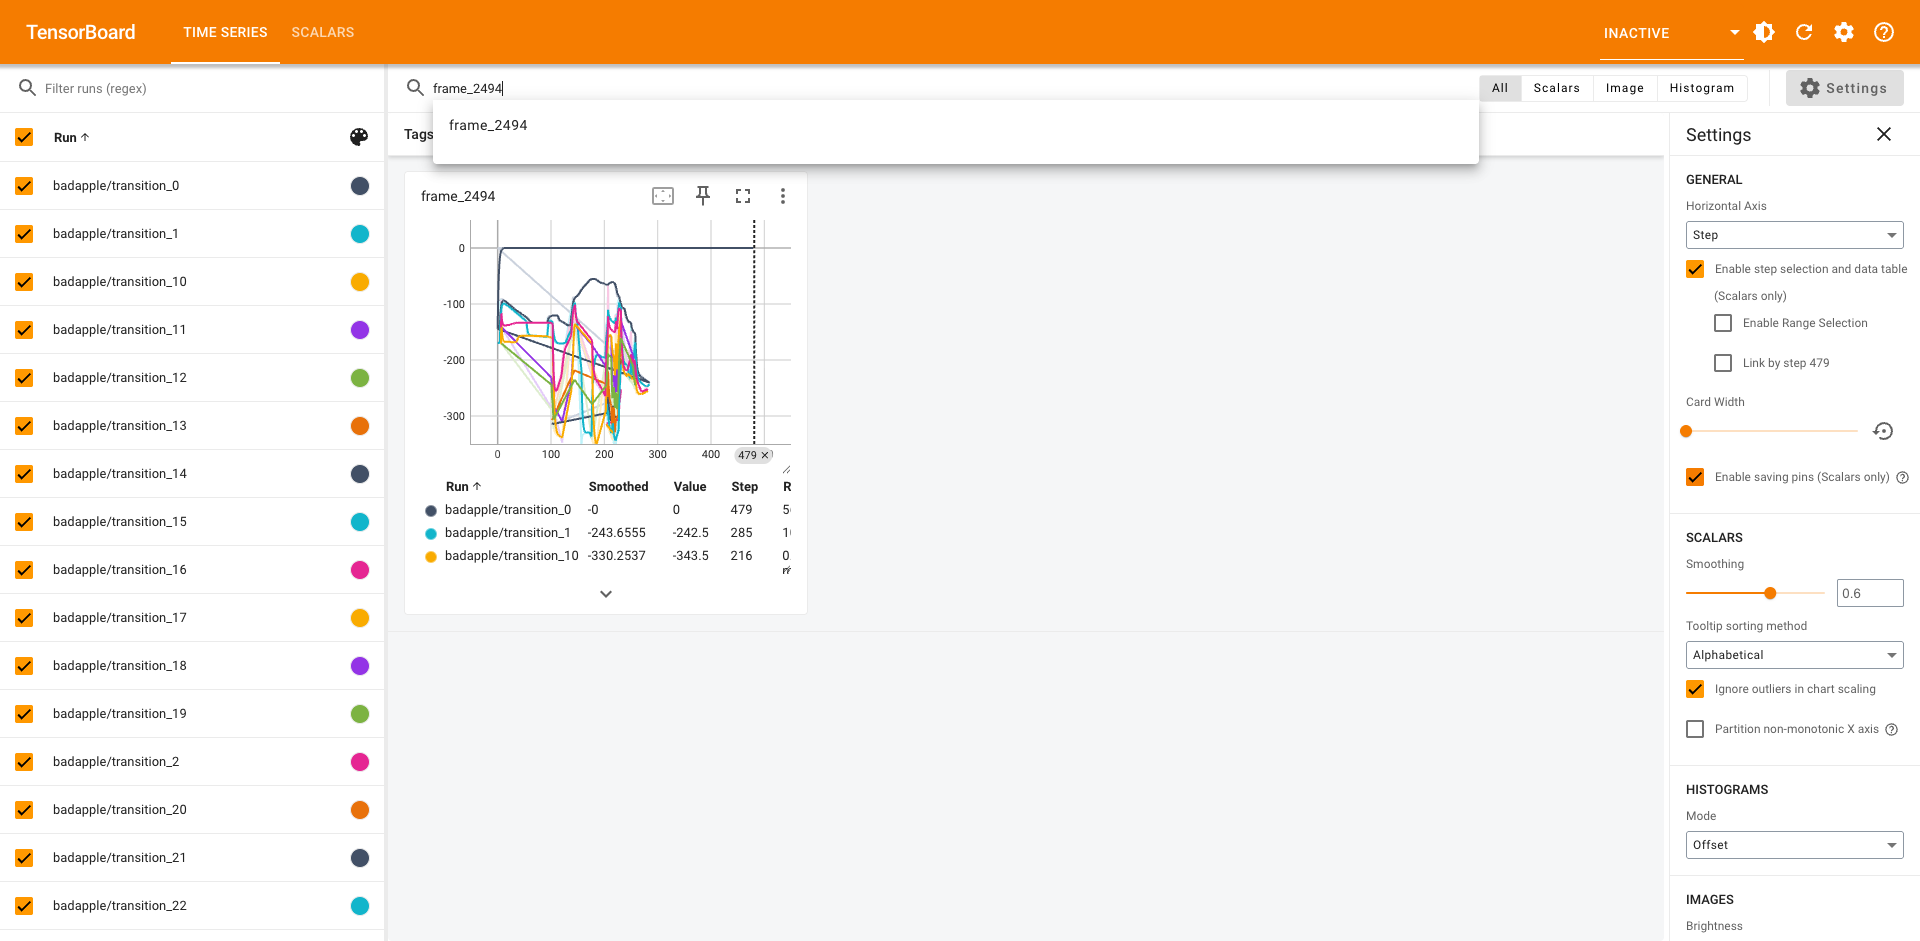 TensorBoard
TIME SERIES
SCALARS
INACTIVE
Filter runs (regex)
frame_2494
All
Scalars
Image
Histogram
Settings
frame_2494
Tags
Run
badapple/transition_0
badapple/transition_1
badapple/transition_10
badapple/transition_11
badapple/transition_12
badapple/transition_13
badapple/transition_14
badapple/transition_15
badapple/transition_16
badapple/transition_17
badapple/transition_18
badapple/transition_19
badapple/transition_2
badapple/transition_20
badapple/transition_21
badapple/transition_22
frame_2494
0
-100
-200
-300
0 100 200 300 400 479
Run Smoothed Value Step R
badapple/transition_0 -0 0 479
badapple/transition_1 -243.6555 -242.5 285
badapple/transition_10 -330.2537 -343.5 216
Settings
GENERAL
Horizontal Axis
Step
Enable step selection and data table
(Scalars only)
Enable Range Selection
Link by step 479
Card Width
Enable saving pins (Scalars only)
SCALARS
Smoothing
0.6
Tooltip sorting method
Alphabetical
Ignore outliers in chart scaling
Partition non-monotonic X axis
HISTOGRAMS
Mode
Offset
IMAGES
Brightness